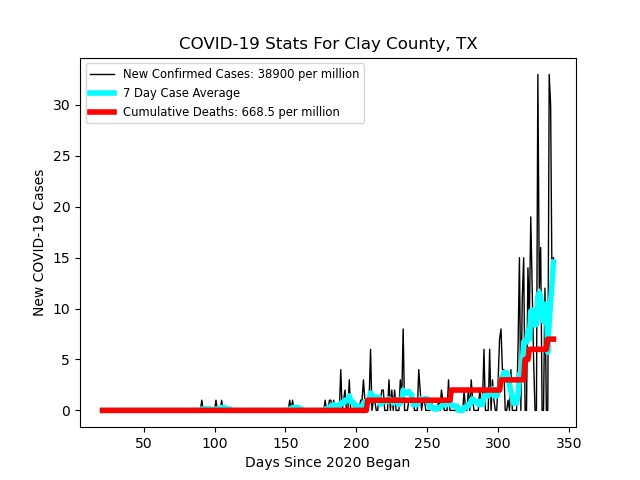 COVID-19 Stats For Clay County, TX
New Confirmed Cases: 38900 per million
7 Day Case Average
Cumulative Deaths: 668.5 per million
New COVID-19 Cases
30
25
20
15
10
5
0
50 100 150 200 250 300 350
Days Since 2020 Began